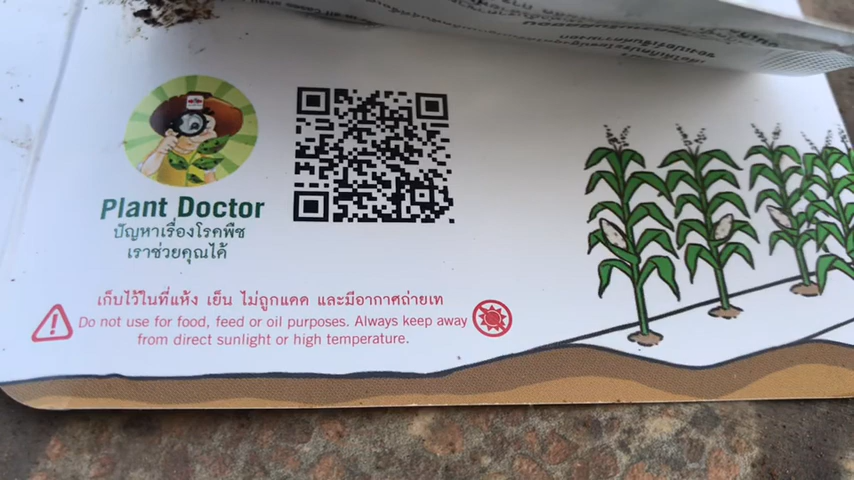 Plant Doctor
ปัญหาเรื่องโรคพืช
เราช่วยคุณได้
เก็บไว้ในที่แห้ง เย็น ไม่ถูกแดด และมีอากาศถ่ายเท
Do not use for food, feed or oil purposes. Always keep away
from direct sunlight or high temperature.